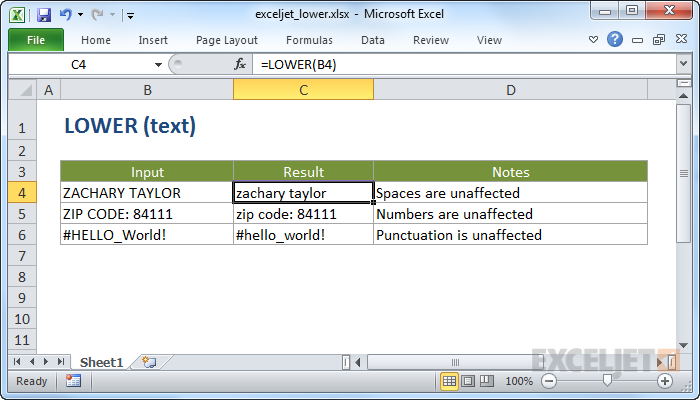 exceljet_lower.xlsx - Microsoft Excel
File Home Insert Page Layout Formulas Data Review View
C4 fx =LOWER(B4)
A B C D
1 LOWER (text)
2
3 Input Result Notes
4 ZACHARY TAYLOR zachary taylor Spaces are unaffected
5 ZIP CODE: 84111 zip code: 84111 Numbers are unaffected
6 #HELLO_World! #hello_world! Punctuation is unaffected
7
8
9
10
11
Sheet1
EXCELJET
Ready 100%